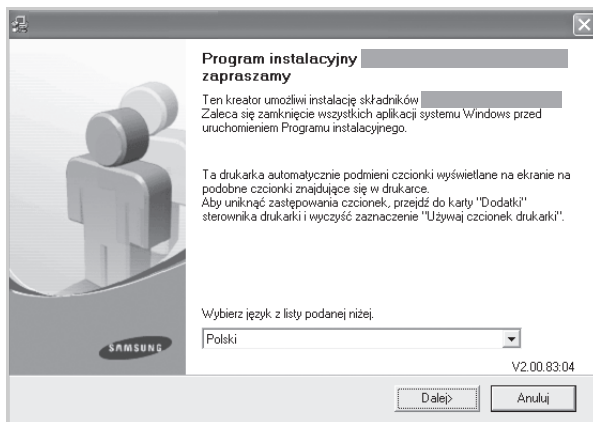 Program instalacyjny
zapraszamy
Ten kreator umożliwi instalację składników
Zaleca się zamknięcie wszystkich aplikacji systemu Windows przed
uruchomieniem Programu instalacyjnego.
Ta drukarka automatycznie podmieni czcionki wyświetlane na ekranie na
podobne czcionki znajdujące się w drukarce.
Aby uniknąć zastępowania czcionek, przejdź do karty "Dodatki"
sterownika drukarki i wyczyść zaznaczenie "Używaj czcionek drukarki".
Wybierz język z listy podanej niżej.
Polski
SAMSUNG
V2.00.83:04
Dalej>
Anuluj